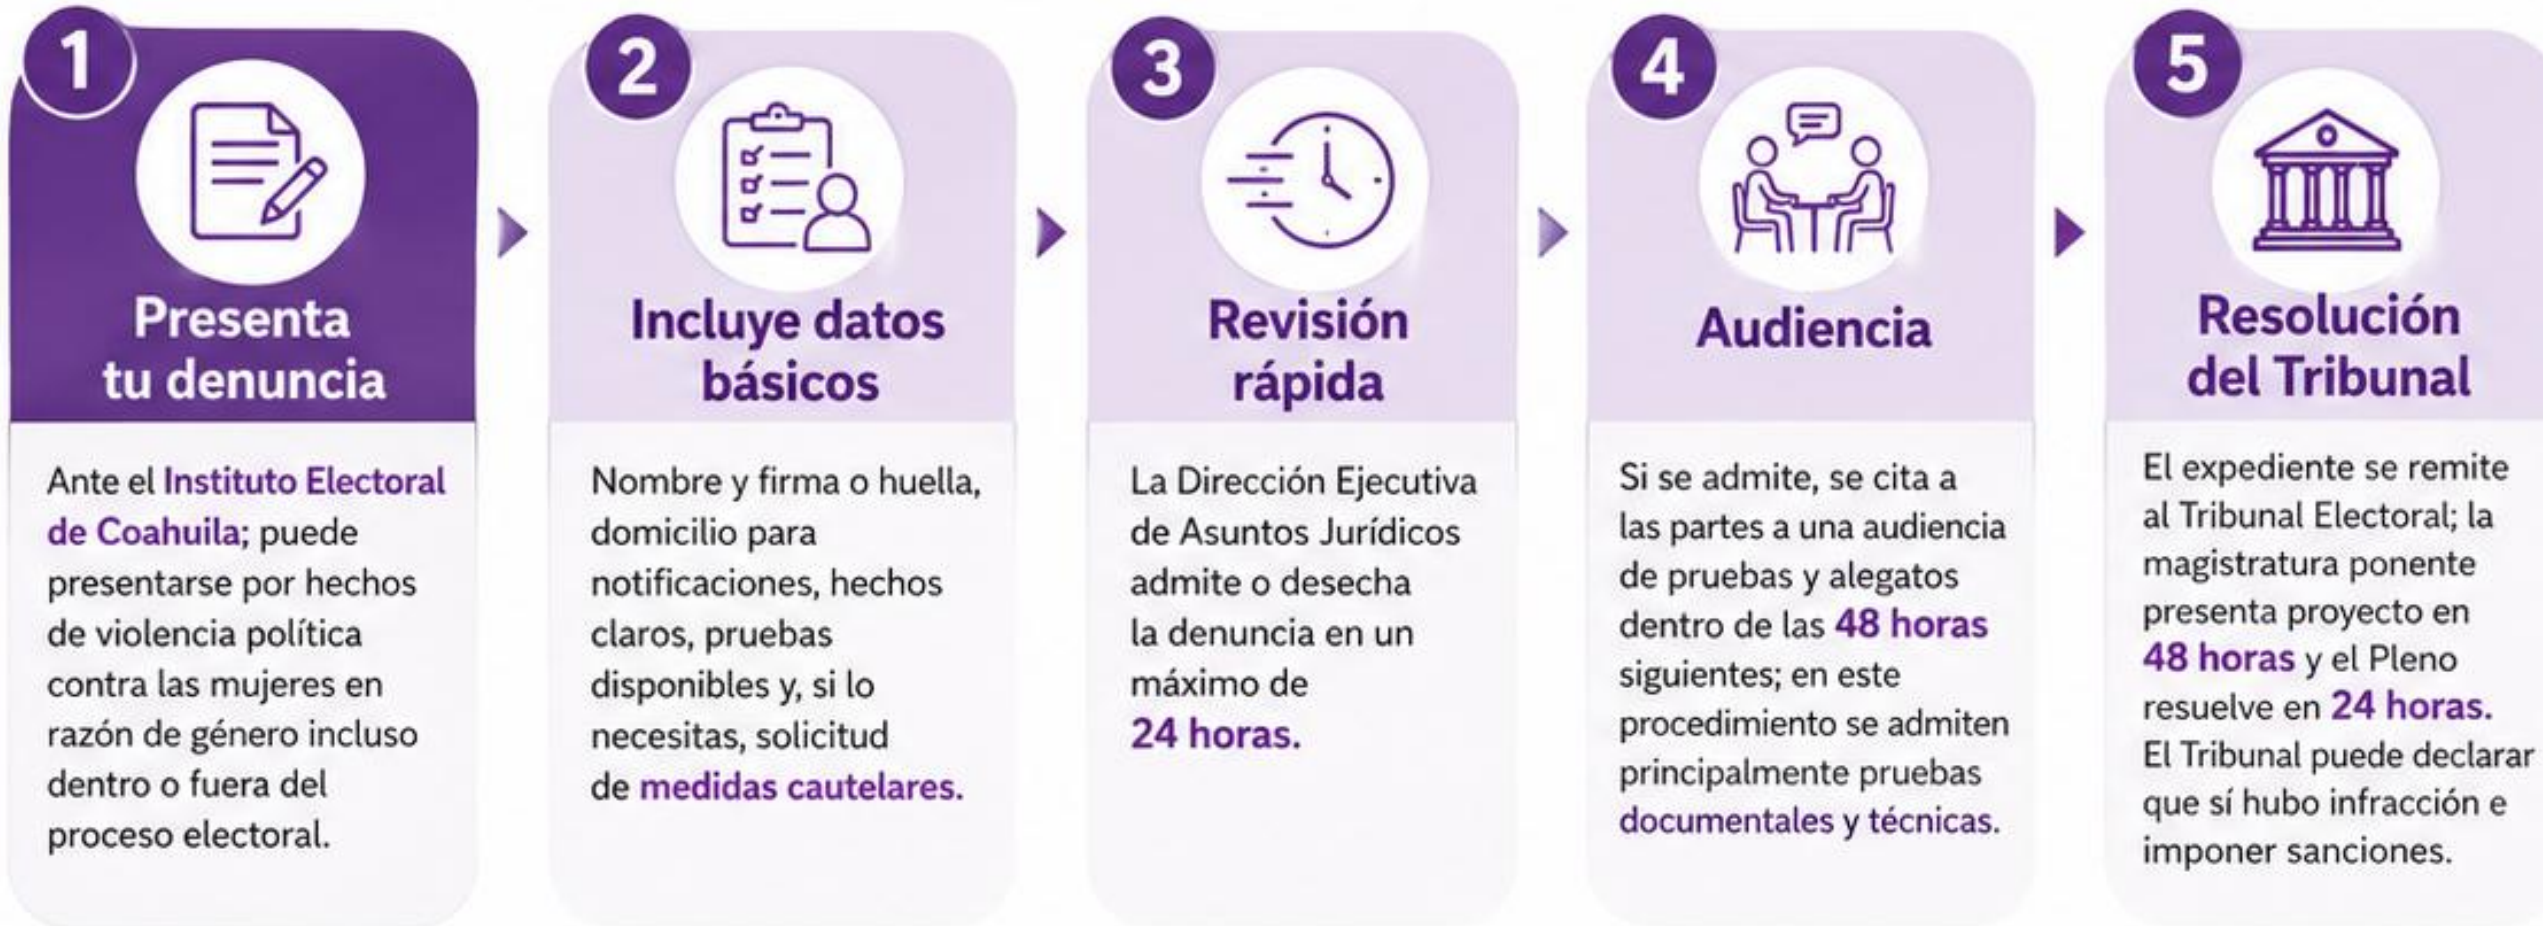 1
Presenta
tu denuncia
Ante el Instituto Electoral
de Coahuila; puede
presentarse por hechos
de violencia política
contra las mujeres en
razón de género incluso
dentro o fuera del
proceso electoral.
2
Incluye datos
básicos
Nombre y firma o huella,
domicilio para
notificaciones, hechos
claros, pruebas
disponibles y, si lo
necesitas, solicitud
de medidas cautelares.
3
Revisión
rápida
La Dirección Ejecutiva
de Asuntos Jurídicos
admite o desecha
la denuncia en un
máximo de
24 horas.
4
Audiencia
Si se admite, se cita a
las partes a una audiencia
de pruebas y alegatos
dentro de las 48 horas
siguientes; en este
procedimiento se admiten
principalmente pruebas
documentales y técnicas.
5
Resolución
del Tribunal
El expediente se remite
al Tribunal Electoral; la
magistratura ponente
presenta proyecto en
48 horas y el Pleno
resuelve en 24 horas.
El Tribunal puede declarar
que sí hubo infracción e
imponer sanciones.